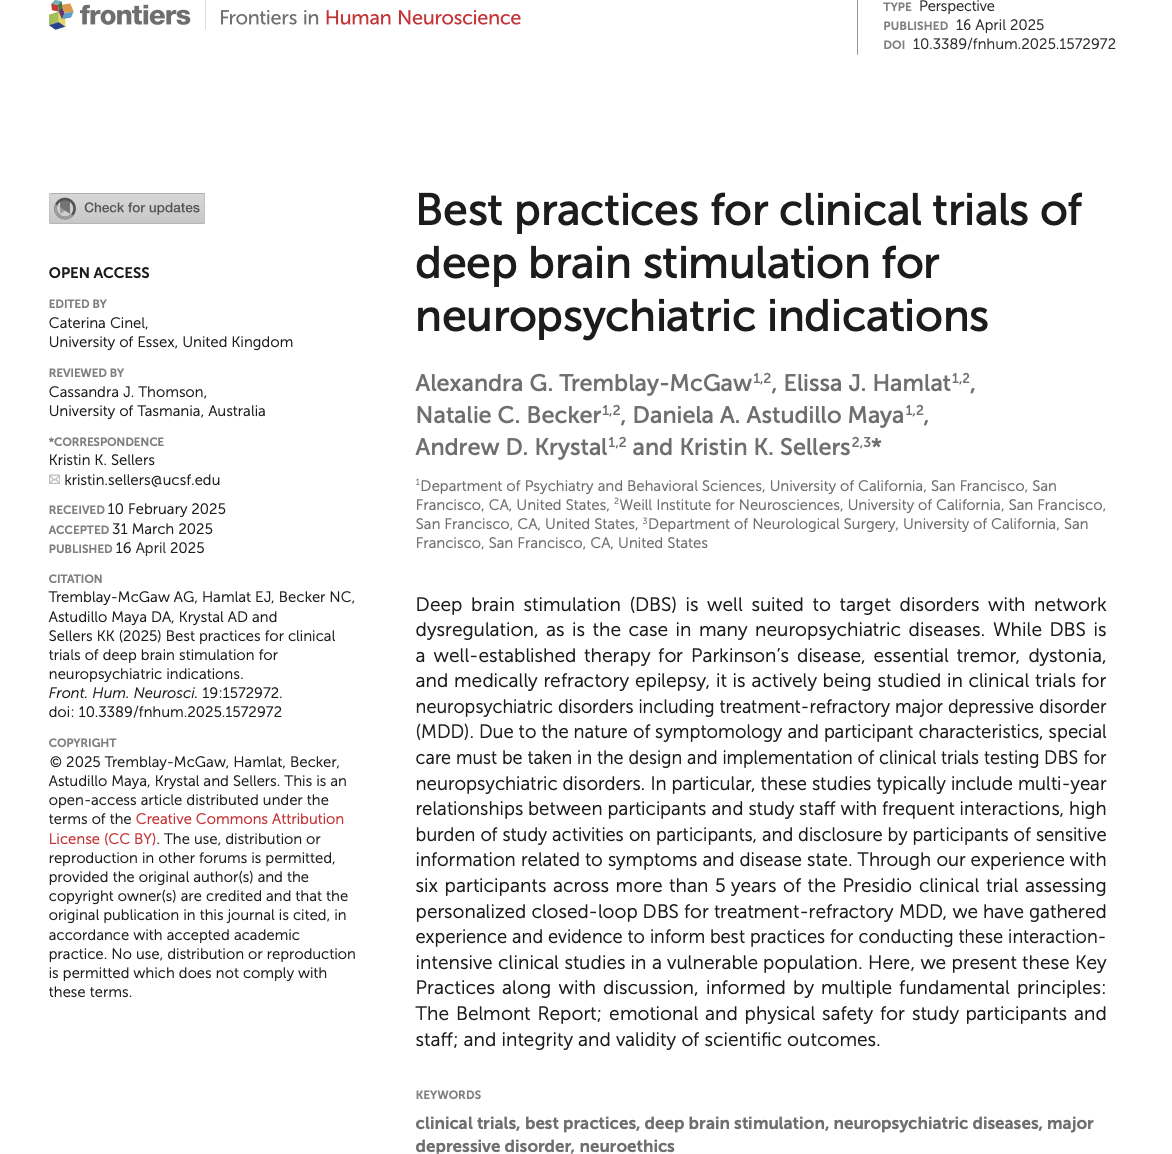 frontiers
Frontiers in Human Neuroscience
TYPE Perspective
PUBLISHED 16 April 2025
DOI 10.3389/fnhum.2025.1572972
Check for updates
OPEN ACCESS
EDITED BY
Caterina Cinel,
University of Essex, United Kingdom
REVIEWED BY
Cassandra J. Thomson,
University of Tasmania, Australia
*CORRESPONDENCE
Kristin K. Sellers
kristin.sellers@ucsf.edu
RECEIVED 10 February 2025
ACCEPTED 31 March 2025
PUBLISHED 16 April 2025
CITATION
Tremblay-McGaw AG, Hamlat EJ, Becker NC,
Astudillo Maya DA, Krystal AD and
Sellers KK (2025) Best practices for clinical
trials of deep brain stimulation for
neuropsychiatric indications.
Front. Hum. Neurosci. 19:1572972.
doi: 10.3389/fnhum.2025.1572972
COPYRIGHT
© 2025 Tremblay-McGaw, Hamlat, Becker,
Astudillo Maya, Krystal and Sellers. This is an
open-access article distributed under the
terms of the Creative Commons Attribution
License (CC BY). The use, distribution or
reproduction in other forums is permitted,
provided the original author(s) and the
copyright owner(s) are credited and that the
original publication in this journal is cited, in
accordance with accepted academic
practice. No use, distribution or reproduction
is permitted which does not comply with
these terms.
Best practices for clinical trials of
deep brain stimulation for
neuropsychiatric indications
Alexandra G. Tremblay-McGaw1,2, Elissa J. Hamlat1,2,
Natalie C. Becker1,2, Daniela A. Astudillo Maya1,2,
Andrew D. Krystal1,2 and Kristin K. Sellers2,3*
1Department of Psychiatry and Behavioral Sciences, University of California, San Francisco, San
Francisco, CA, United States, 2Weill Institute for Neurosciences, University of California, San Francisco,
San Francisco, CA, United States, 3Department of Neurological Surgery, University of California, San
Francisco, San Francisco, CA, United States
Deep brain stimulation (DBS) is well suited to target disorders with network
dysregulation, as is the case in many neuropsychiatric diseases. While DBS is
a well-established therapy for Parkinson's disease, essential tremor, dystonia,
and medically refractory epilepsy, it is actively being studied in clinical trials for
neuropsychiatric disorders including treatment-refractory major depressive disorder
(MDD). Due to the nature of symptomology and participant characteristics, special
care must be taken in the design and implementation of clinical trials testing DBS for
neuropsychiatric disorders. In particular, these studies typically include multi-year
relationships between participants and study staff with frequent interactions, high
burden of study activities on participants, and disclosure by participants of sensitive
information related to symptoms and disease state. Through our experience with
six participants across more than 5 years of the Presidio clinical trial assessing
personalized closed-loop DBS for treatment-refractory MDD, we have gathered
experience and evidence to inform best practices for conducting these interaction-
intensive clinical studies in a vulnerable population. Here, we present these Key
Practices along with discussion, informed by multiple fundamental principles:
The Belmont Report; emotional and physical safety for study participants and
staff; and integrity and validity of scientific outcomes.
KEYWORDS
clinical trials, best practices, deep brain stimulation, neuropsychiatric diseases, major
depressive disorder, neuroethics